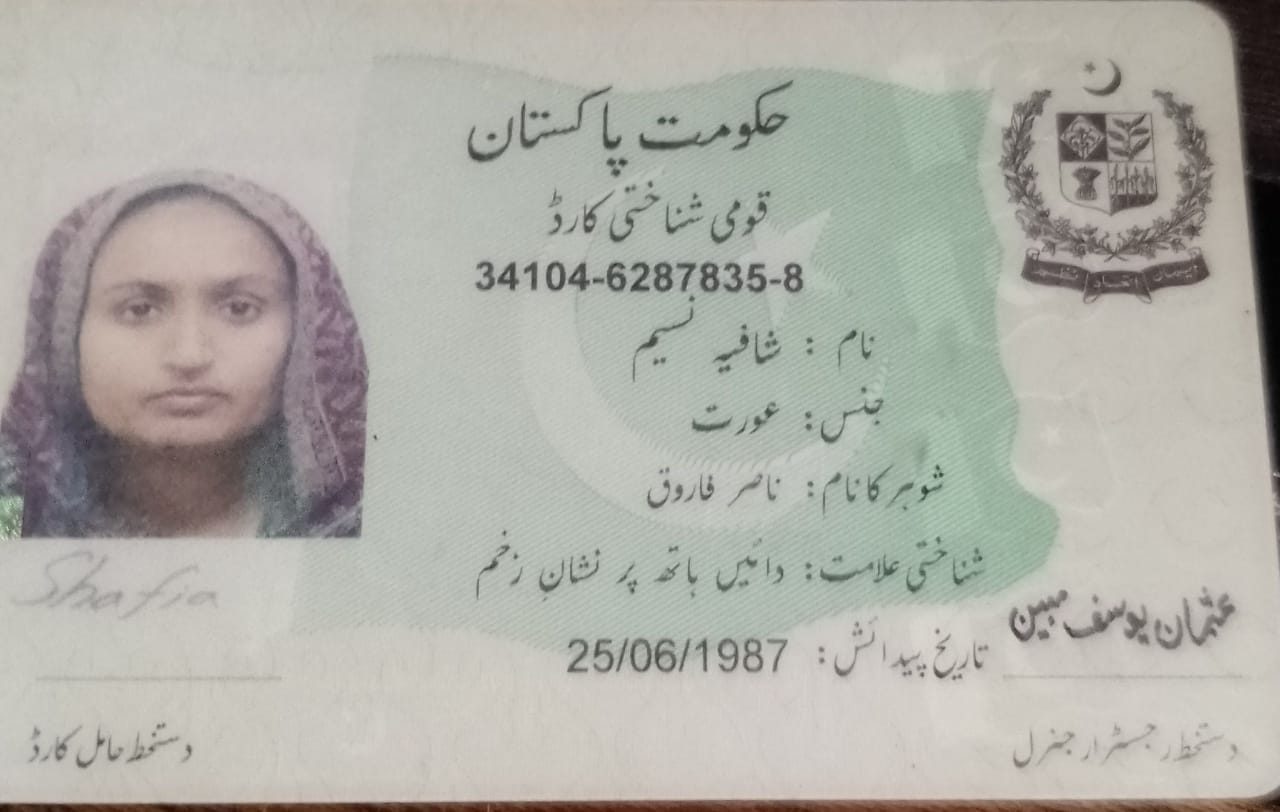 حکومت پاکستان
قومی شناختی کارڈ
34104-6287835-8
نام : شافیہ نسیم
جنس: عورت
شوہر کا نام: ناصر فاروق
شناختی علامت: دائیں ہاتھ پر نشان زخم
تاریخ پیدائش: 25/06/1987
ایمان اتحاد نظم
Shafia
عثمان یوسف مبین
دستخط حامل کارڈ
دستخط رجسٹرار جنرل